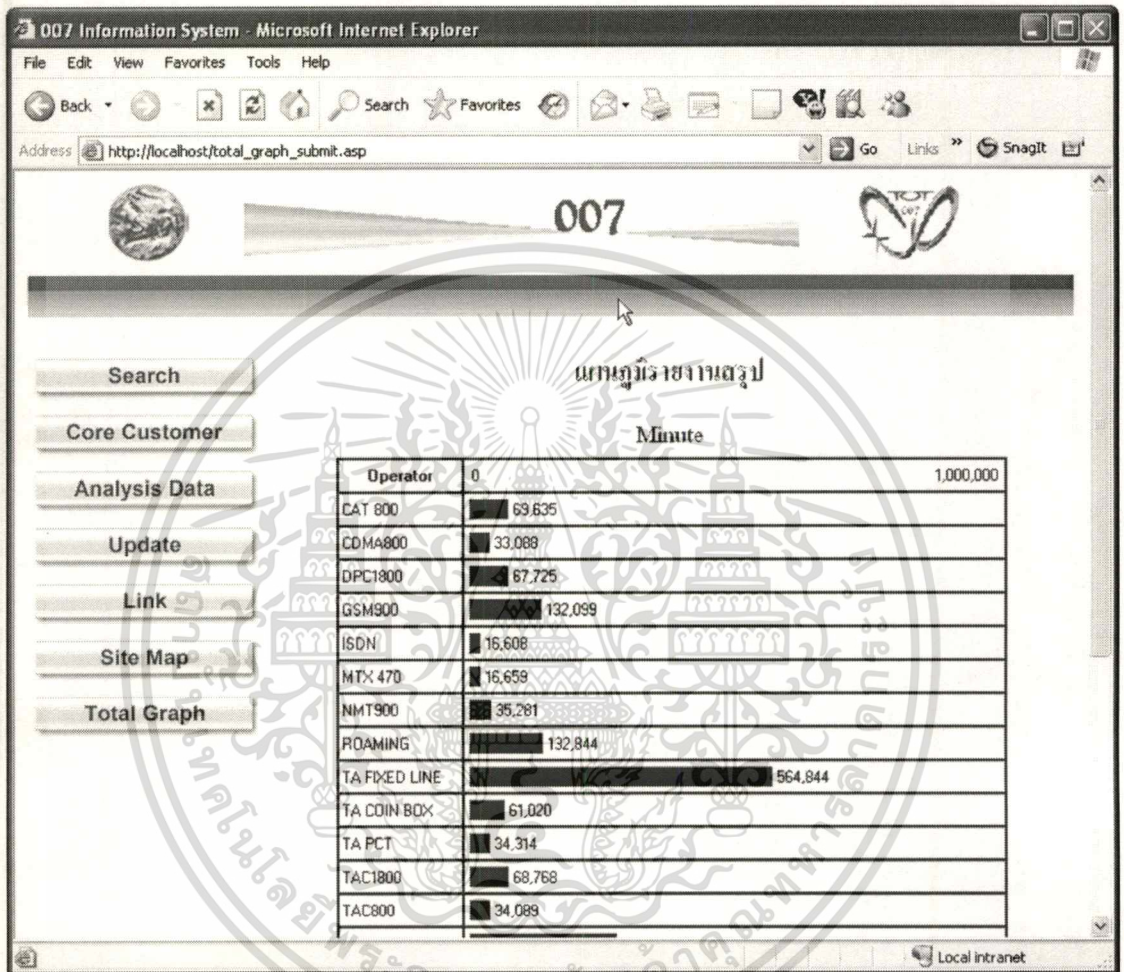 007 Information System - Microsoft Internet Explorer
File Edit View Favorites Tools Help
Back Search Favorites
Address http://localhost/total_graph_submit.asp Go Links » SnagIt
007
TOT
007
Search
Core Customer
Analysis Data
Update
Link
Site Map
Total Graph
แผนภูมิรายงานสรุป
Minute
Operator 0 1,000,000
CAT 800 69,635
CDMA800 33,088
DPC1800 67,725
GSM900 132,099
ISDN 16,608
MTX 470 16,659
NMT900 35,281
ROAMING 132,844
TA FIXED LINE 564,844
TA COIN BOX 61,020
TA PCT 34,314
TAC1800 68,768
TAC800 34,089
Local intranet